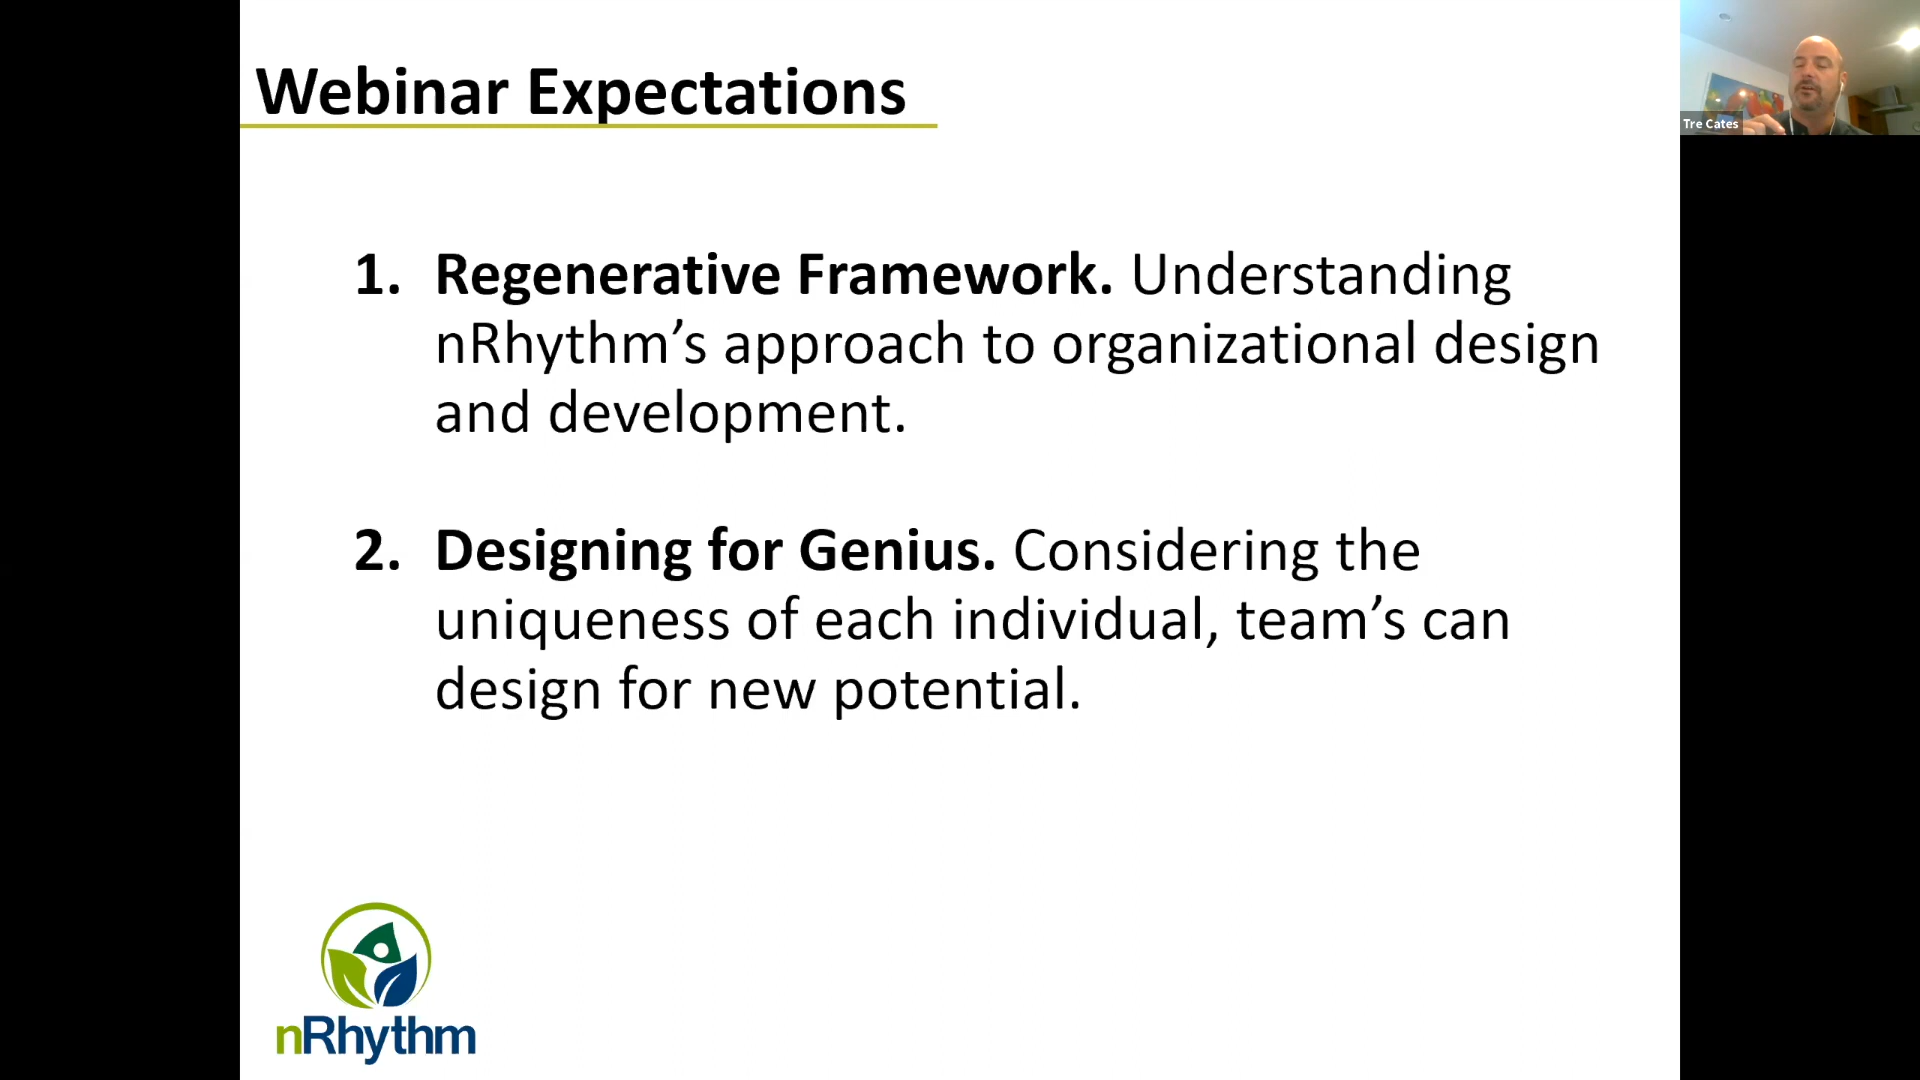 Webinar Expectations
Tre Cates
1. Regenerative Framework. Understanding
nRhythm’s approach to organizational design
and development.
2. Designing for Genius. Considering the
uniqueness of each individual, team’s can
design for new potential.
nRhythm